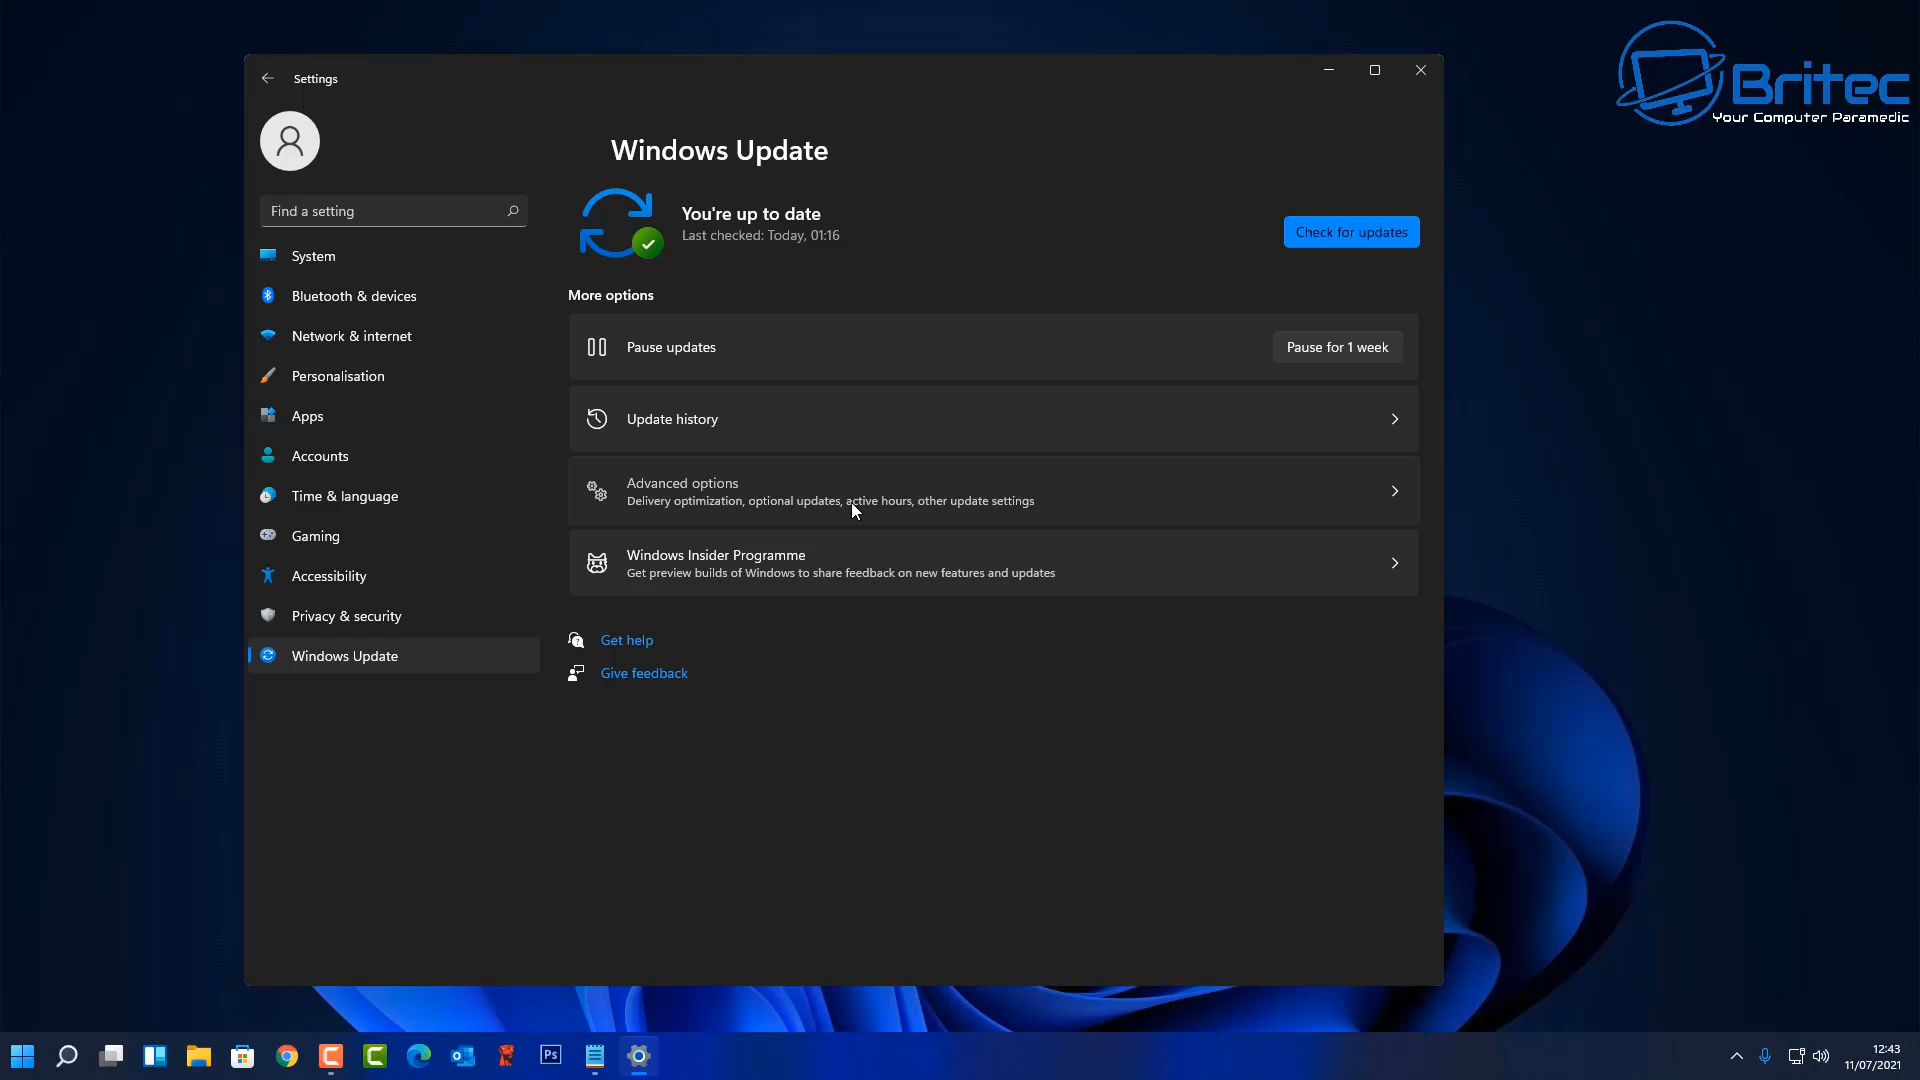 Settings
Find a setting
System
Bluetooth & devices
Network & internet
Personalisation
Apps
Accounts
Time & language
Gaming
Accessibility
Privacy & security
Windows Update
Windows Update
You're up to date
Last checked: Today, 01:16
Check for updates
More options
Pause updates
Pause for 1 week
Update history
Advanced options
Delivery optimization, optional updates, active hours, other update settings
Windows Insider Programme
Get preview builds of Windows to share feedback on new features and updates
Get help
Give feedback
Britec
Your Computer Paramedic
Ps
12:43
11/07/2021